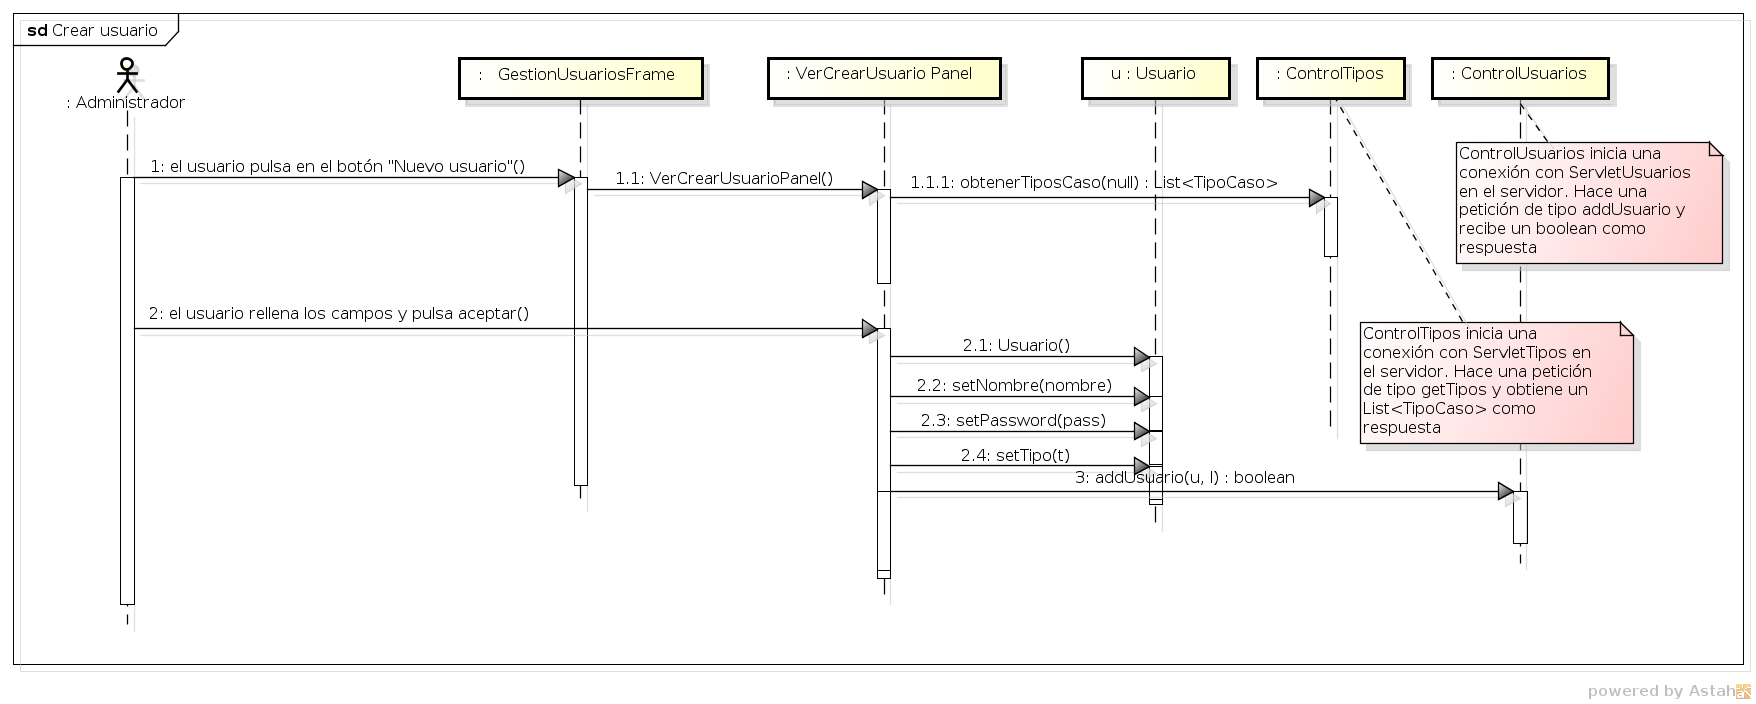 sd Crear usuario
: Administrador
: GestionUsuariosFrame
: VerCrearUsuario Panel
u : Usuario
: ControlTipos
: ControlUsuarios
ControlUsuarios inicia una
conexión con ServletUsuarios
en el servidor. Hace una
petición de tipo addUsuario y
recibe un boolean como
respuesta
1: el usuario pulsa en el botón "Nuevo usuario"()
1.1: VerCrearUsuarioPanel()
1.1.1: obtenerTiposCaso(null) : List<TipoCaso>
2: el usuario rellena los campos y pulsa aceptar()
ControlTipos inicia una
conexión con ServletTipos en
el servidor. Hace una petición
de tipo getTipos y obtiene un
List<TipoCaso> como
respuesta
2.1: Usuario()
2.2: setNombre(nombre)
2.3: setPassword(pass)
2.4: setTipo(t)
3: addUsuario(u, l) : boolean
powered by Astah